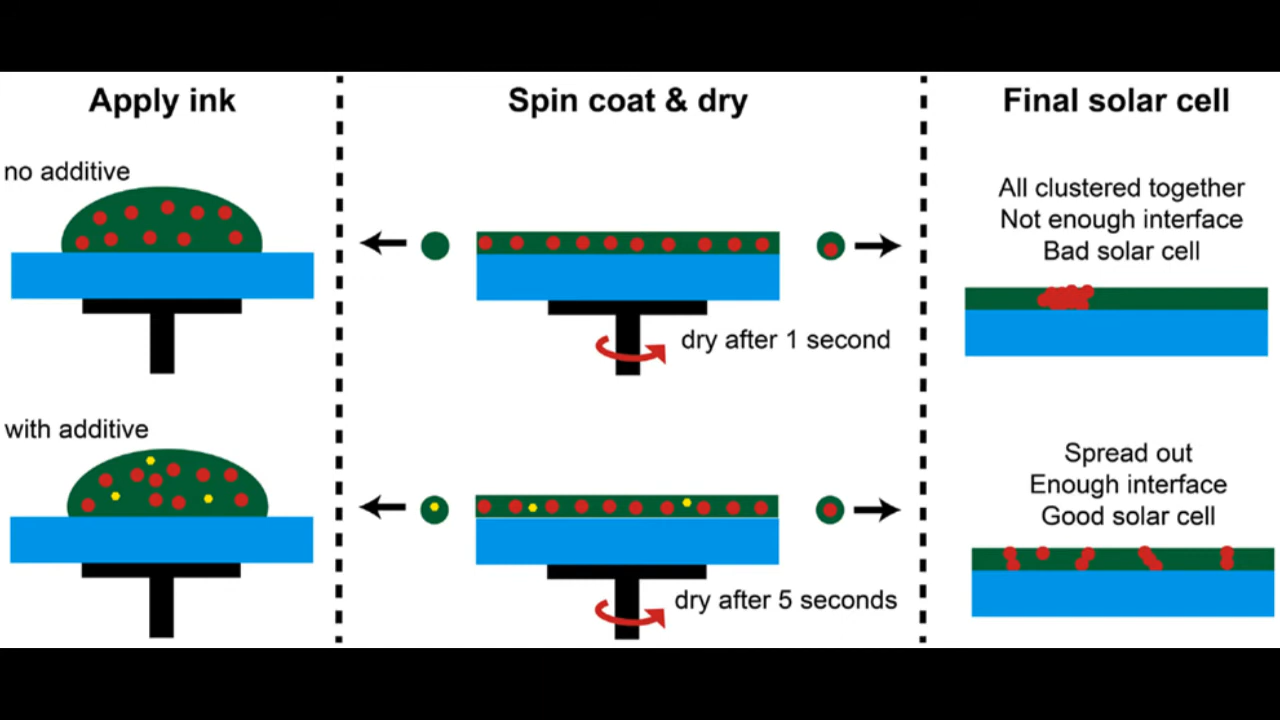 Apply ink
Spin coat & dry
Final solar cell
no additive
All clustered together
Not enough interface
Bad solar cell
dry after 1 second
with additive
Spread out
Enough interface
Good solar cell
dry after 5 seconds